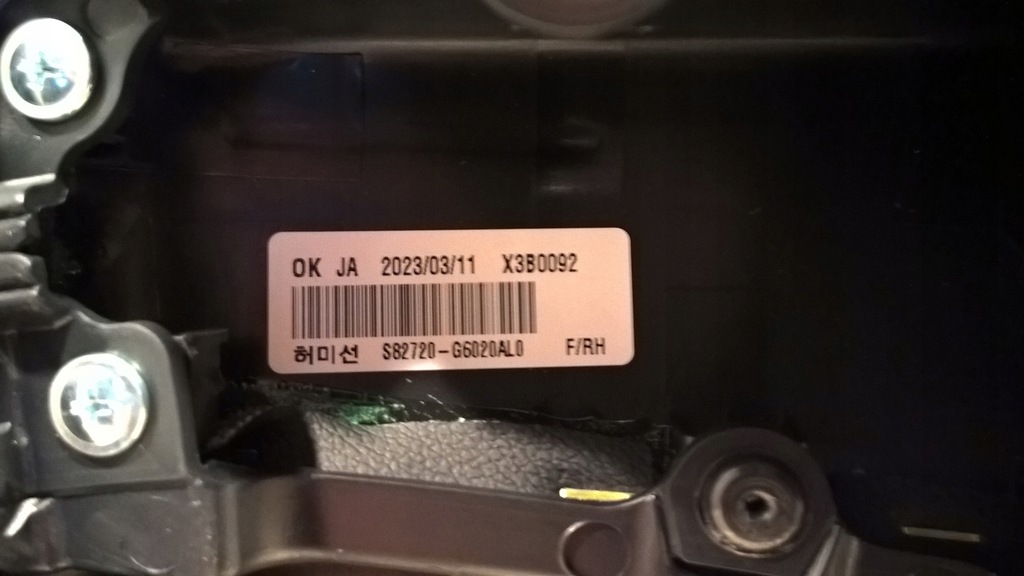 OK JA 2023/03/11 X3B0092
허미선 S82720-G6020AL0 F/RH